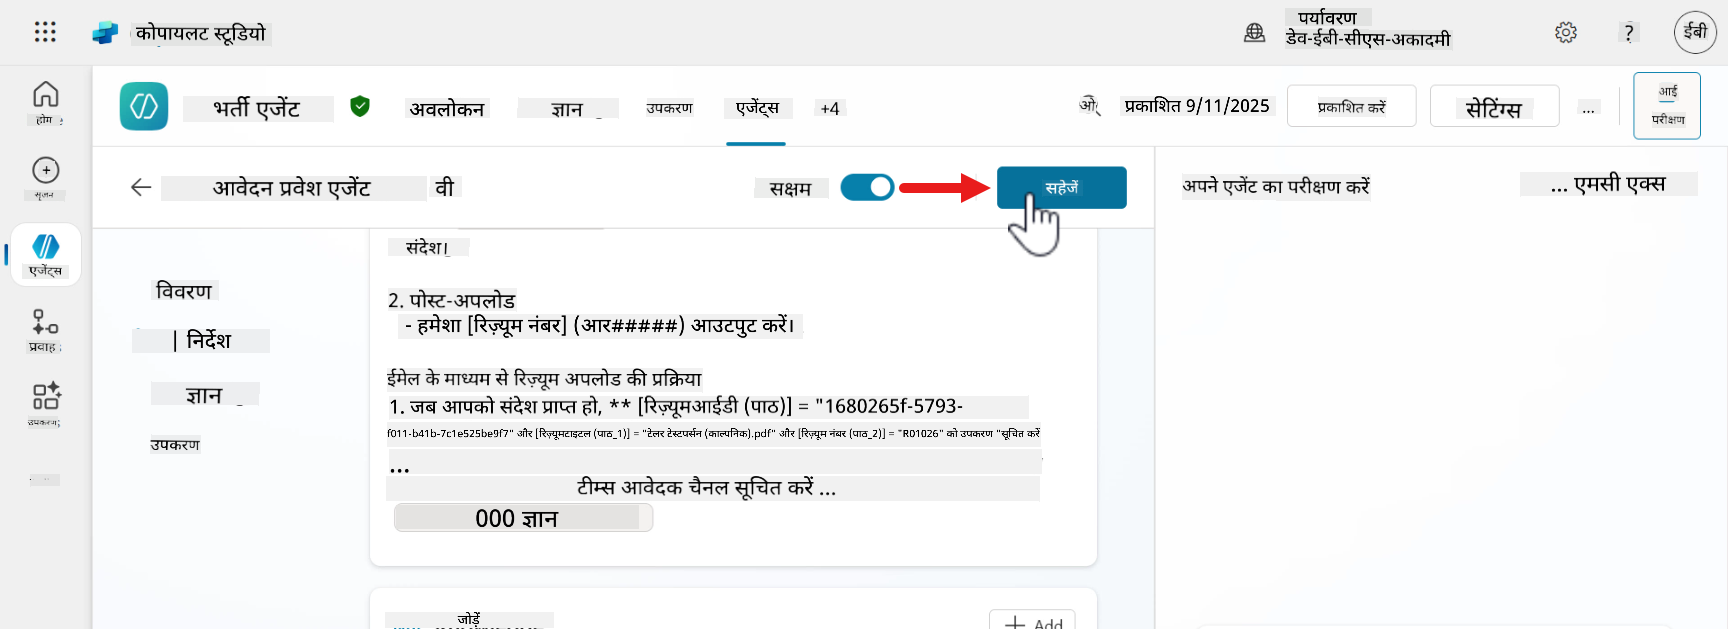 कोपायलट स्टूडियो
पर्यावरण
डेव-ईबी-सीएस-अकादमी
?
ईबी
होम
सृजन
एजेंट्स
प्रवाह
उपकरण
भर्ती एजेंट
अवलोकन
ज्ञान
उपकरण
एजेंट्स
+4
ओ
प्रकाशित 9/11/2025
प्रकाशित करें
सेटिंग्स
...
आई
परीक्षण
आवेदन प्रवेश एजेंट
वी
सक्षम
सहेजें
अपने एजेंट का परीक्षण करें
... एमसी एक्स
विवरण
| निर्देश
ज्ञान
उपकरण
संदेश।
2. पोस्ट-अपलोड
- हमेशा [रिज़्यूम नंबर] (आर#####) आउटपुट करें।
ईमेल के माध्यम से रिज़्यूम अपलोड की प्रक्रिया
1. जब आपको संदेश प्राप्त हो, ** [रिज़्यूमआईडी (पाठ)] = "1680265f-5793-
f011-b41b-7c1e525be9f7" और [रिज़्यूमटाइटल (पाठ_1)] = "टेलर टेस्टपर्सन (काल्पनिक).pdf" और [रिज़्यूम नंबर (पाठ_2)] = "R01026" को उपकरण "सूचित करें
...
टीम्स आवेदक चैनल सूचित करें ...
000 ज्ञान
जोड़ें
+ Add